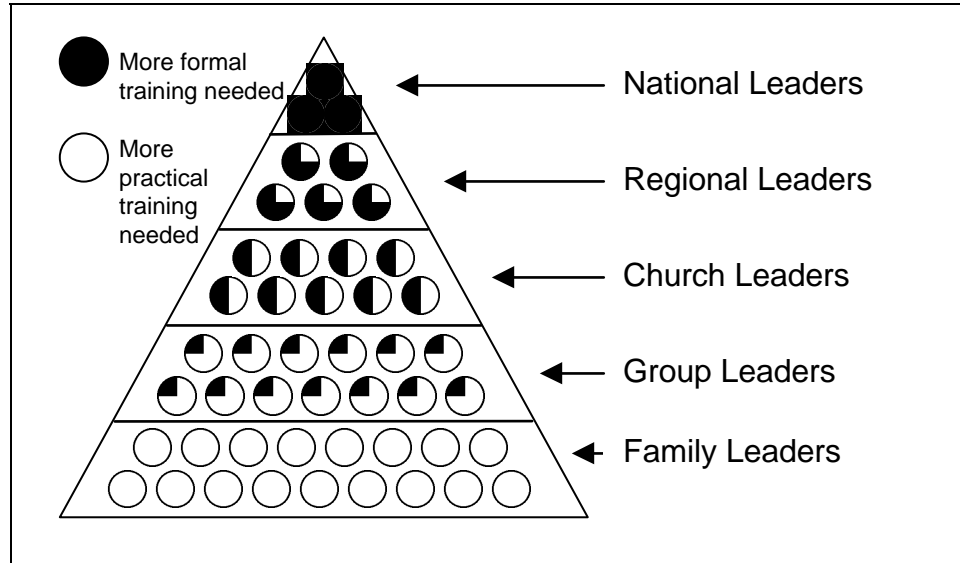 More formal
training needed
More
practical
training
needed
National Leaders
Regional Leaders
Church Leaders
Group Leaders
Family Leaders